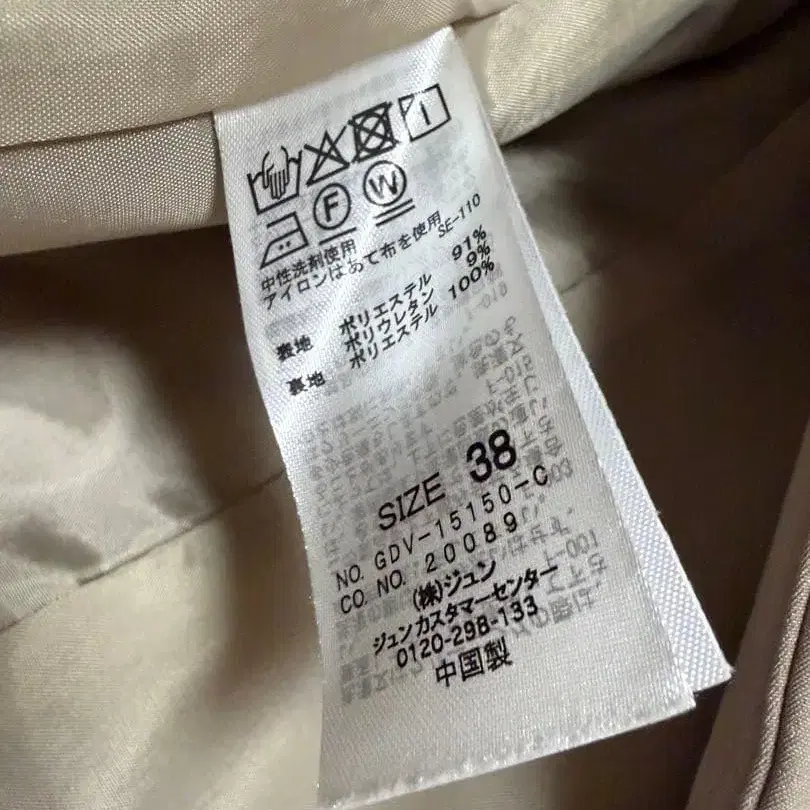 F W
中性洗剤使用
アイロンはあて布を使用 SE-110
表地 ポリエステル 91%
ポリウレタン 9%
裏地 ポリエステル 100%
SIZE 38
NO. GDV-15150-C
CO. NO. 20089
(株)ジュン
ジュンカスタマーセンター
0120-298-133
中国製